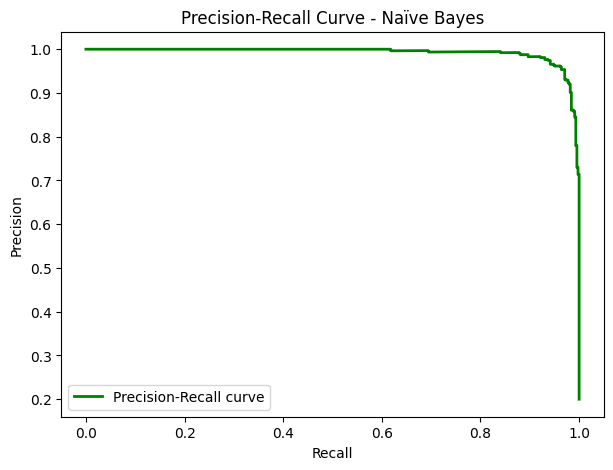 Precision-Recall Curve - Naïve Bayes
1.0
0.9
0.8
0.7
0.6
0.5
0.4
0.3
0.2
Precision
Precision-Recall curve
0.0 0.2 0.4 0.6 0.8 1.0
Recall